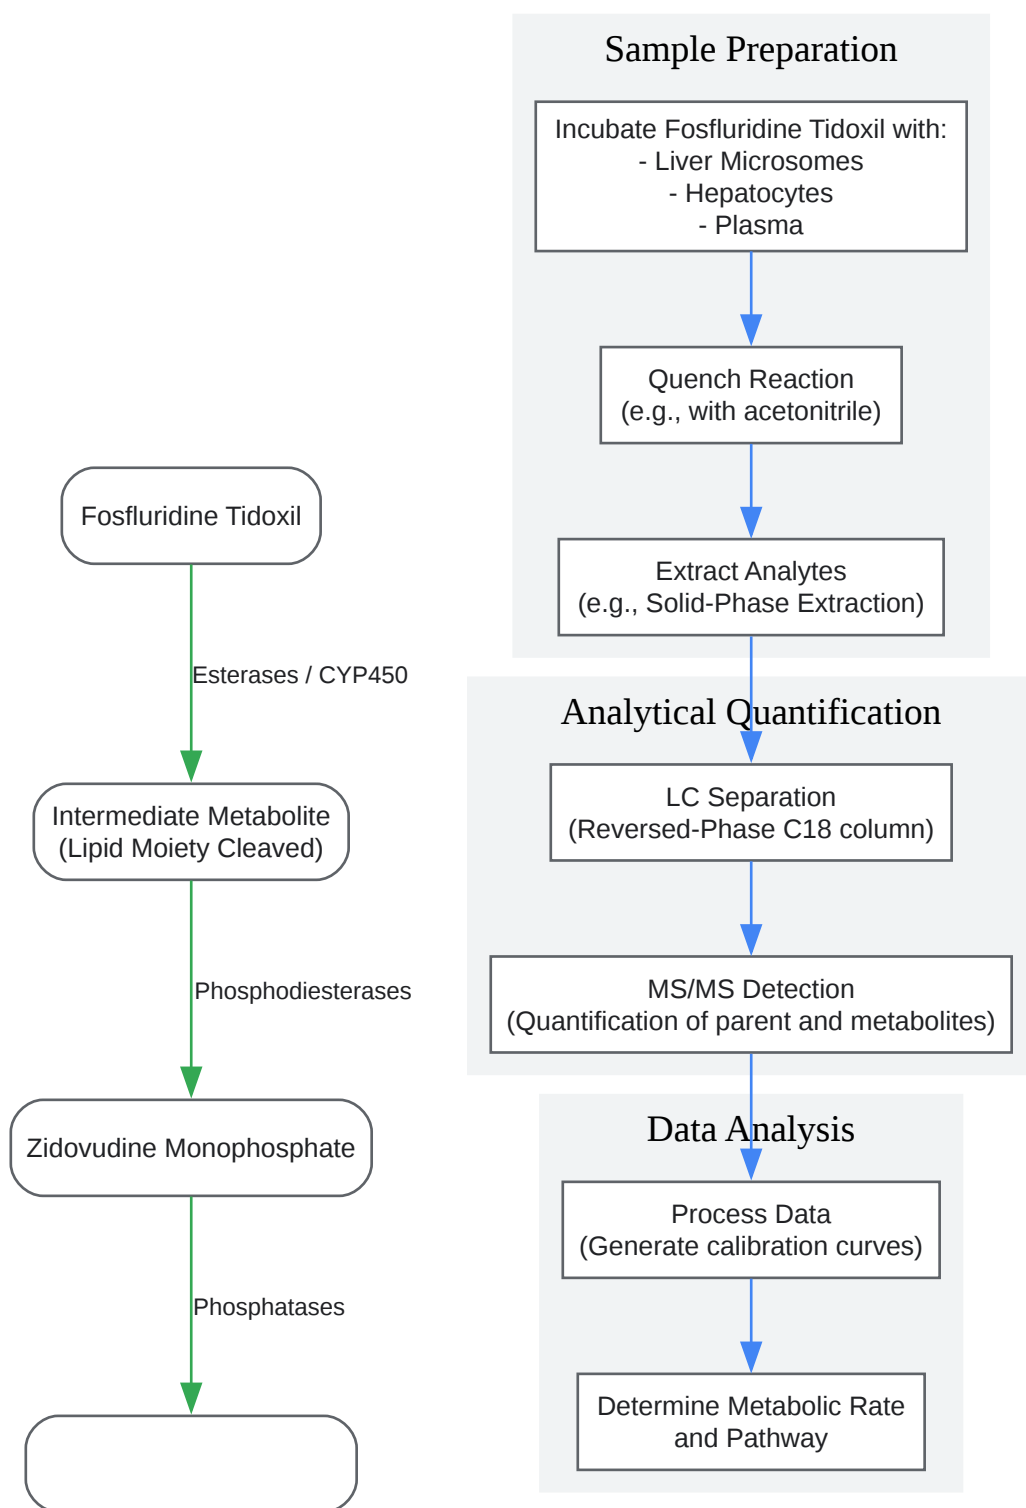 Fosfluridine Tidoxil
Esterases / CYP450
Intermediate Metabolite
(Lipid Moiety Cleaved)
Phosphodiesterases
Zidovudine Monophosphate
Phosphatases
Sample Preparation
Incubate Fosfluridine Tidoxil with:
- Liver Microsomes
- Hepatocytes
- Plasma
Quench Reaction
(e.g., with acetonitrile)
Extract Analytes
(e.g., Solid-Phase Extraction)
Analytical Quantification
LC Separation
(Reversed-Phase C18 column)
MS/MS Detection
(Quantification of parent and metabolites)
Data Analysis
Process Data
(Generate calibration curves)
Determine Metabolic Rate
and Pathway